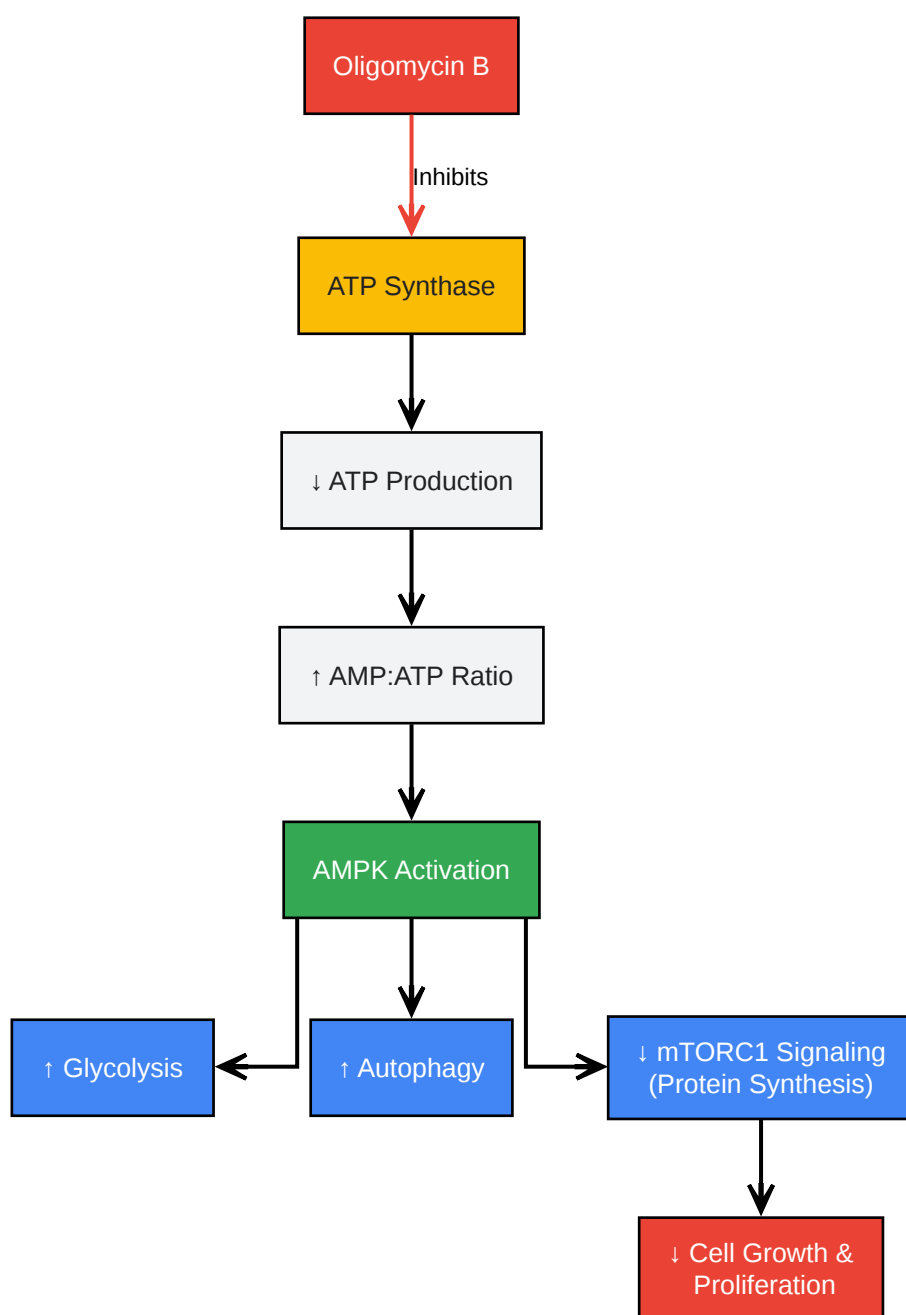 Oligomycin B
Inhibits
ATP Synthase
↓ ATP Production
↑ AMP:ATP Ratio
AMPK Activation
↑ Glycolysis
↑ Autophagy
↓ mTORC1 Signaling
(Protein Synthesis)
↓ Cell Growth &
Proliferation